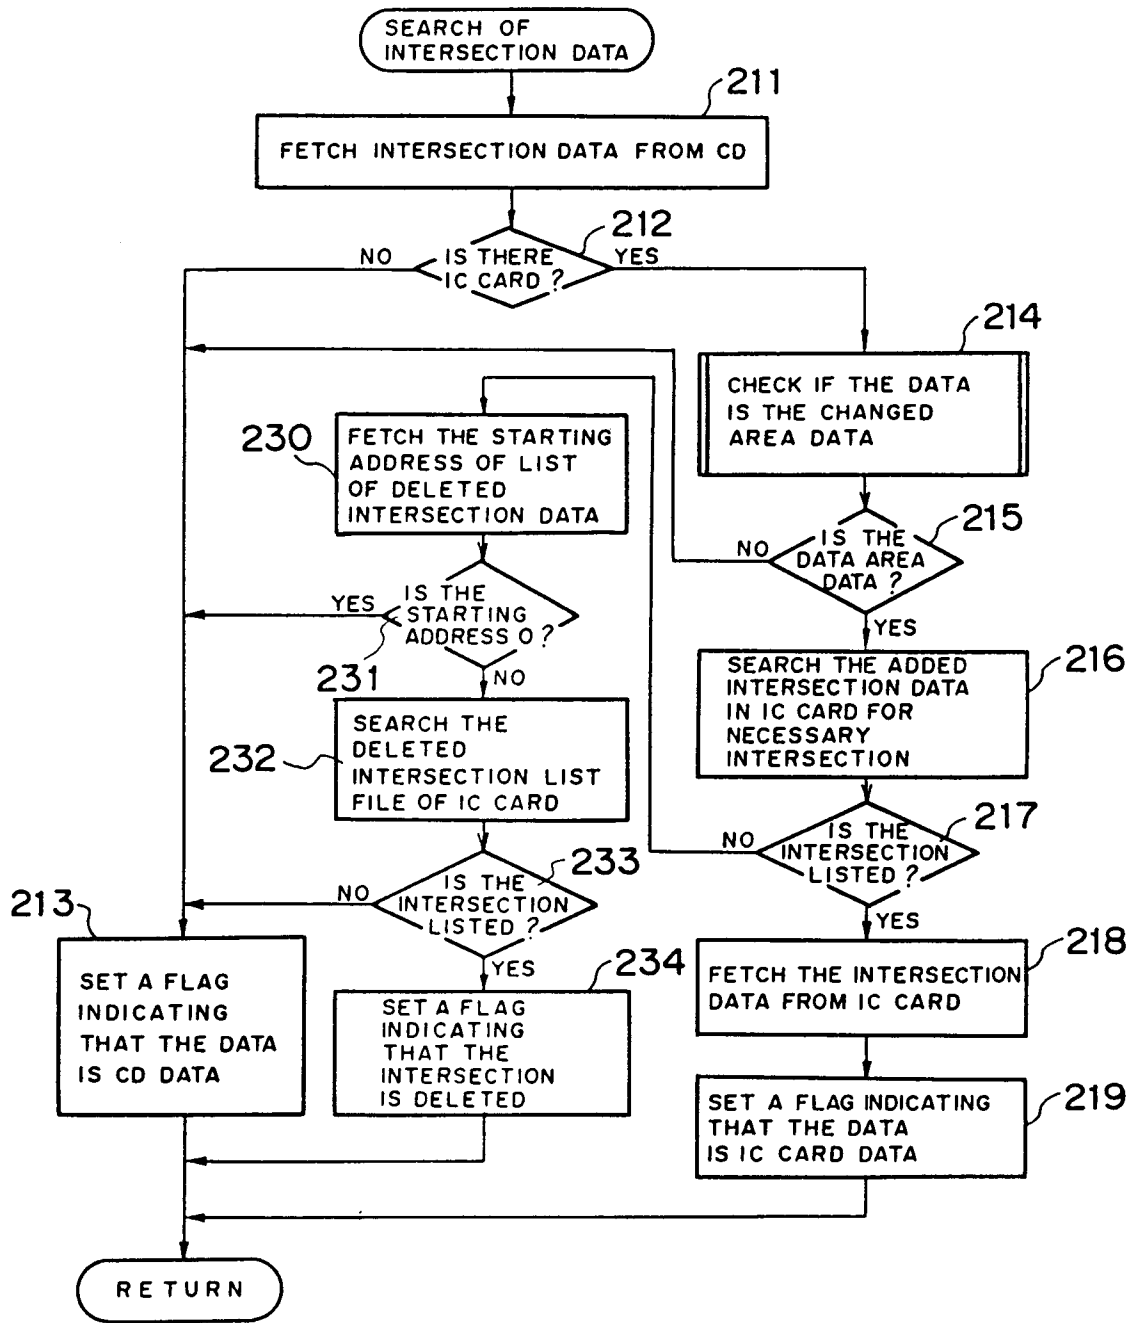 SEARCH OF
INTERSECTION DATA
211
FETCH INTERSECTION DATA FROM CD
212
NO
IS THERE
IC CARD?
YES
214
CHECK IF THE DATA
IS THE CHANGED
AREA DATA
230
FETCH THE STARTING
ADDRESS OF LIST
OF DELETED
INTERSECTION DATA
215
NO
IS THE
DATA AREA
DATA ?
YES
YES
IS THE
STARTING
ADDRESS 0?
231
NO
216
SEARCH THE ADDED
INTERSECTION DATA
IN IC CARD FOR
NECESSARY
INTERSECTION
232
SEARCH THE
DELETED
INTERSECTION LIST
FILE OF IC CARD
217
NO
IS THE
INTERSECTION
LISTED?
YES
233
NO
IS THE
INTERSECTION
LISTED?
YES
213
SET A FLAG
INDICATING
THAT THE DATA
IS CD DATA
234
SET A FLAG
INDICATING
THAT THE
INTERSECTION
IS DELETED
218
FETCH THE INTERSECTION
DATA FROM IC CARD
219
SET A FLAG INDICATING
THAT THE DATA
IS IC CARD DATA
RETURN